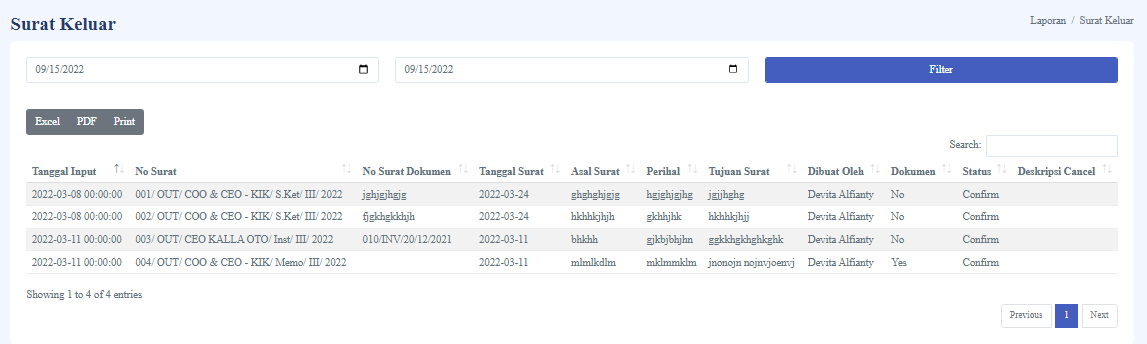 Surat Keluar
Laporan / Surat Keluar
09/15/2022 09/15/2022 Filter
Excel PDF Print
Search:
Tanggal Input No Surat No Surat Dokumen Tanggal Surat Asal Surat Perihal Tujuan Surat Dibuat Oleh Dokumen Status Deskripsi Cancel
2022-03-08 00:00:00 001/ OUT/ COO & CEO - KIK/ S.Ket/ III/ 2022 jghjgjhgjg 2022-03-24 ghghghjgjg hgjghjgjhg jgjjhghg Devita Alfianty No Confirm
2022-03-08 00:00:00 002/ OUT/ COO & CEO - KIK/ S.Ket/ III/ 2022 fjgkhgkkhjh 2022-03-24 hkhhkjhjh gkhhjhk hkhhkjhjj Devita Alfianty No Confirm
2022-03-11 00:00:00 003/ OUT/ CEO KALLA OTO/ Inst/ III/ 2022 010/INV/20/12/2021 2022-03-11 bhkhh gjkbjbhjhn ggkkhgkhghkghk Devita Alfianty No Confirm
2022-03-11 00:00:00 004/ OUT/ COO & CEO - KIK/ Memo/ III/ 2022 2022-03-11 mlmlkdlm mklmmklm jnonojn nojnvjoenvj Devita Alfianty Yes Confirm
Showing 1 to 4 of 4 entries
Previous 1 Next